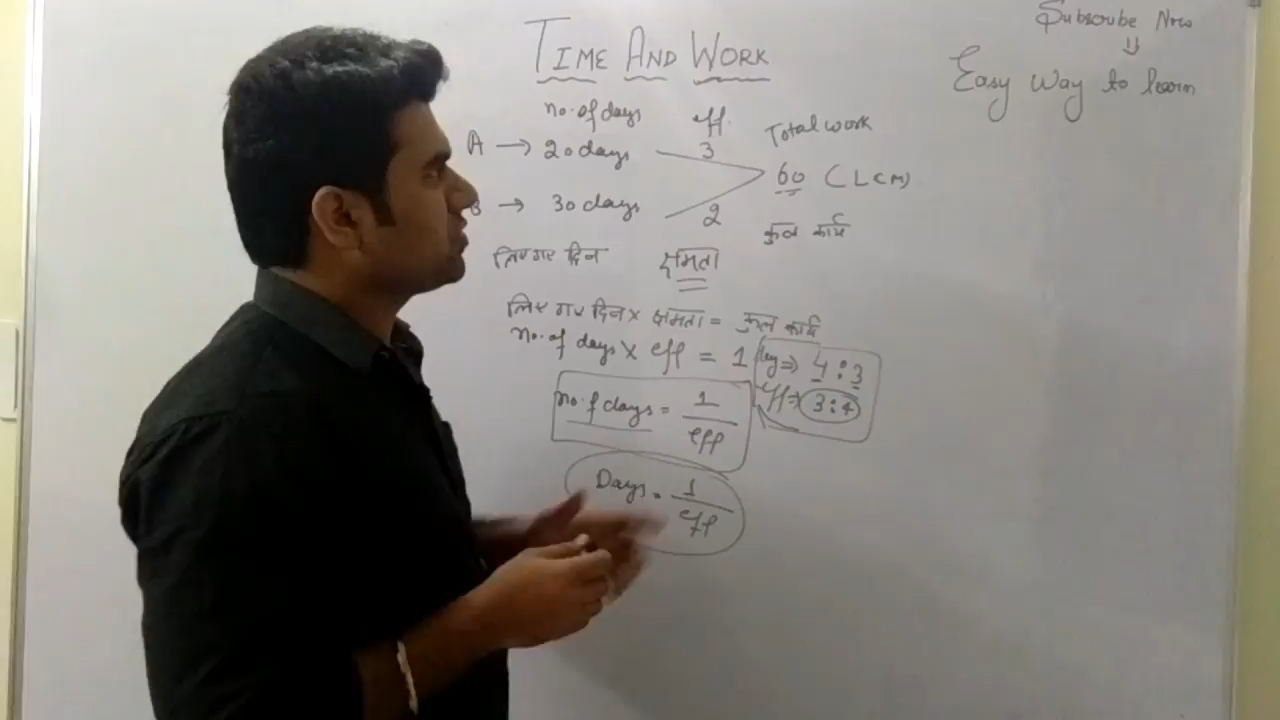 TIME AND WORK
Subscribe Now
⇓
Easy way to learn
no. of days eff. Total work
A → 20 days 3
60 (LCM)
B → 30 days 2
कुल कार्य
लिए गए दिन क्षमता
लिए गए दिन × क्षमता = कुल कार्य
no. of days × eff = 1
day ⇒ 4 : 3
eff ⇒ 3 : 4
no. of days = 1/eff
Days = 1/eff